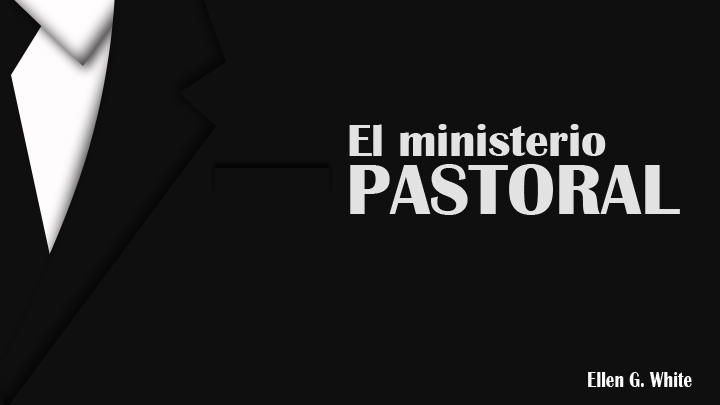 El ministerio
PASTORAL
Ellen G. White